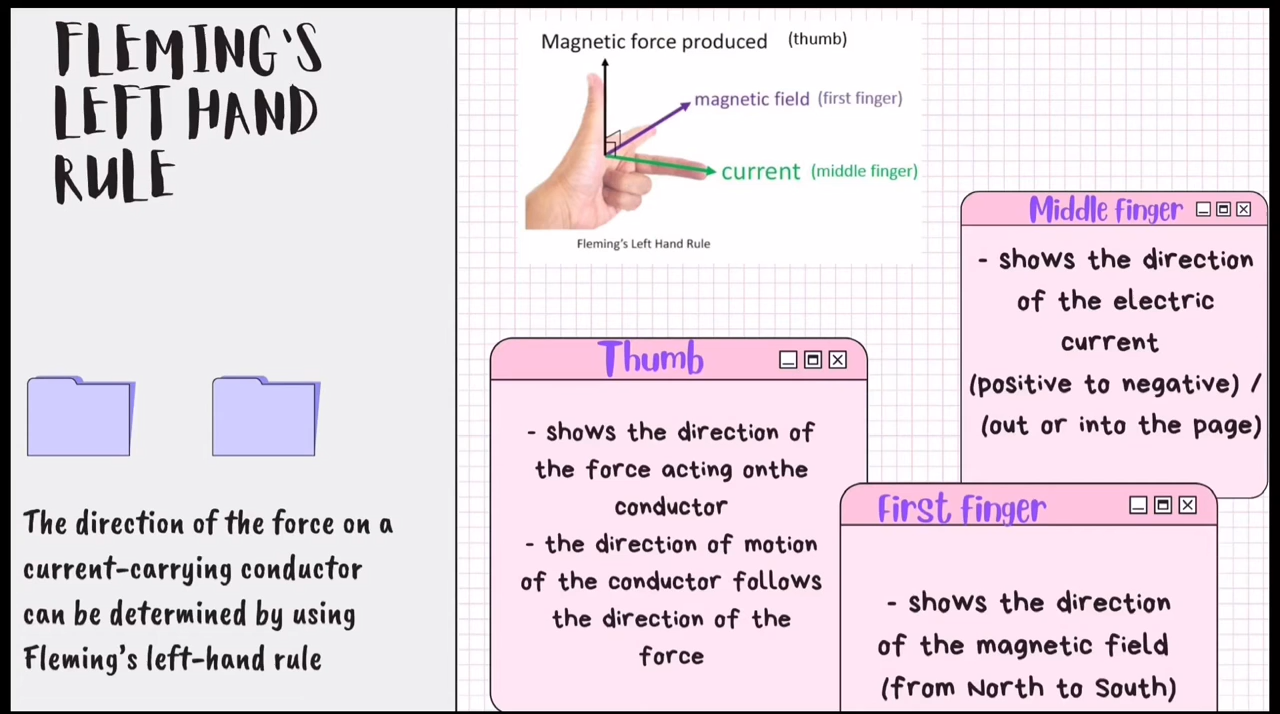 FLEMING'S
LEFT HAND
RULE
The direction of the force on a
current-carrying conductor
can be determined by using
Fleming's left-hand rule
Magnetic force produced (thumb)
magnetic field (first finger)
current (middle finger)
Fleming's Left Hand Rule
Middle finger
- shows the direction
of the electric
current
(positive to negative) /
(out or into the page)
Thumb
- shows the direction of
the force acting onthe
conductor
- the direction of motion
of the conductor follows
the direction of the
force
First finger
- shows the direction
of the magnetic field
(from North to South)